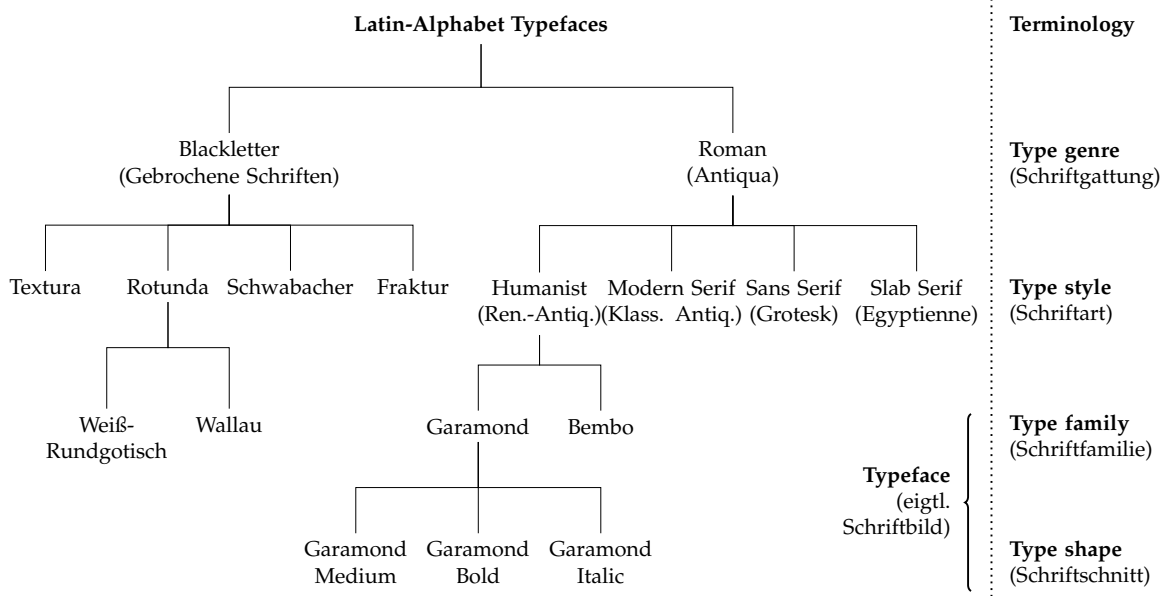 Latin-Alphabet Typefaces
Terminology
Blackletter
(Gebrochene Schriften)
Roman
(Antiqua)
Type genre
(Schriftgattung)
Textura
Rotunda
Schwabacher
Fraktur
Humanist
(Ren.-Antiq.)
Modern Serif
(Klass. Antiq.)
Sans Serif
(Grotesk)
Slab Serif
(Egyptienne)
Type style
(Schriftart)
Weiß-
Rundgotisch
Wallau
Garamond
Bembo
Type family
(Schriftfamilie)
Typeface
(eigtl.
Schriftbild)
Garamond
Medium
Garamond
Bold
Garamond
Italic
Type shape
(Schriftschnitt)